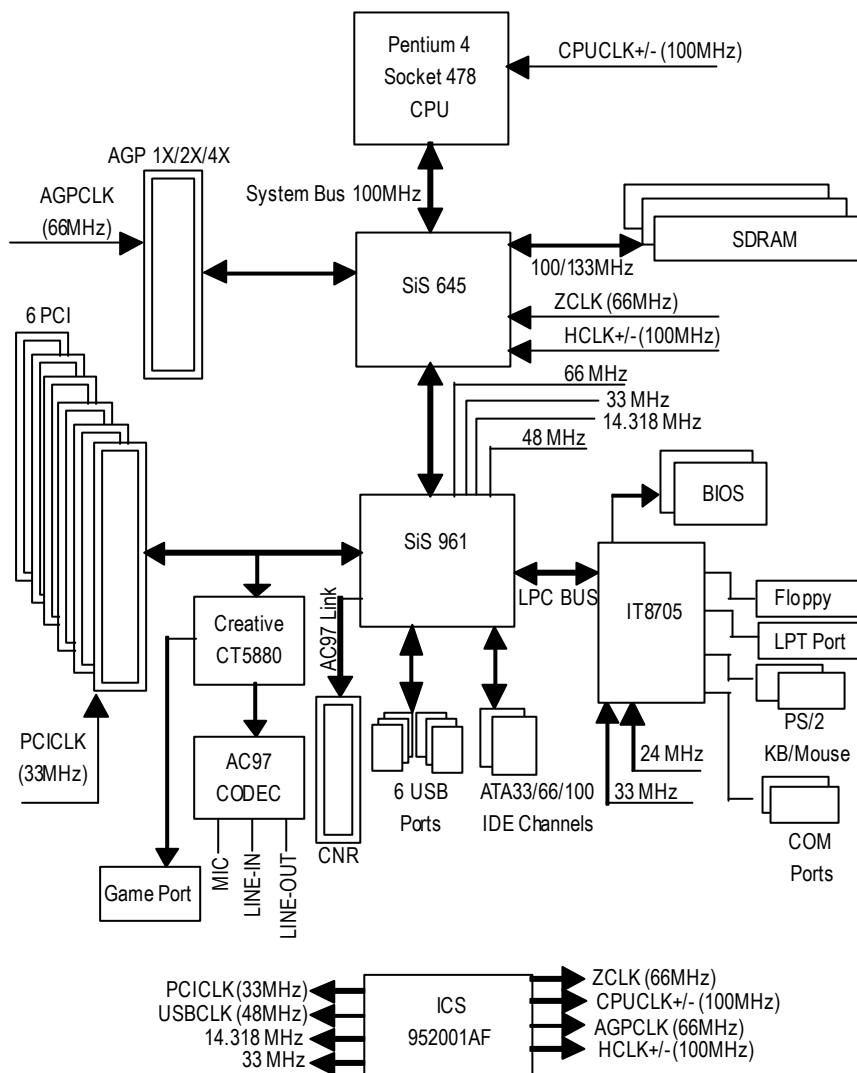 Pentium 4
Socket 478
CPU
CPUCLK+/- (100MHz)
AGP 1X/2X/4X
AGPCLK
(66MHz)
System Bus 100MHz
SDRAM
100/133MHz
SiS 645
ZCLK (66MHz)
HCLK+/- (100MHz)
6 PCI
66 MHz
33 MHz
14.318 MHz
48 MHz
BIOS
SiS 961
LPC BUS
IT8705
Floppy
LPT Port
PS/2
KB/Mouse
COM
Ports
24 MHz
33 MHz
AC97 Link
Creative
CT5880
PCICLK
(33MHz)
AC97
CODEC
6 USB
Ports
ATA33/66/100
IDE Channels
CNR
MIC
LINE-IN
LINE-OUT
Game Port
PCICLK (33MHz)
USBCLK (48MHz)
14.318 MHz
33 MHz
ICS
952001AF
ZCLK (66MHz)
CPUCLK+/- (100MHz)
AGPCLK (66MHz)
HCLK+/- (100MHz)